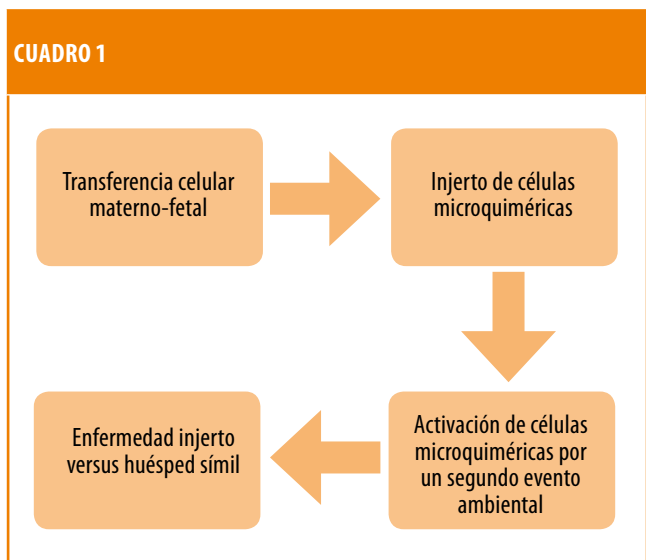 CUADRO 1
Transferencia celular
materno-fetal
Injerto de células
microquiméricas
Activación de células
microquiméricas por
un segundo evento
ambiental
Enfermedad injerto
versus huésped símil